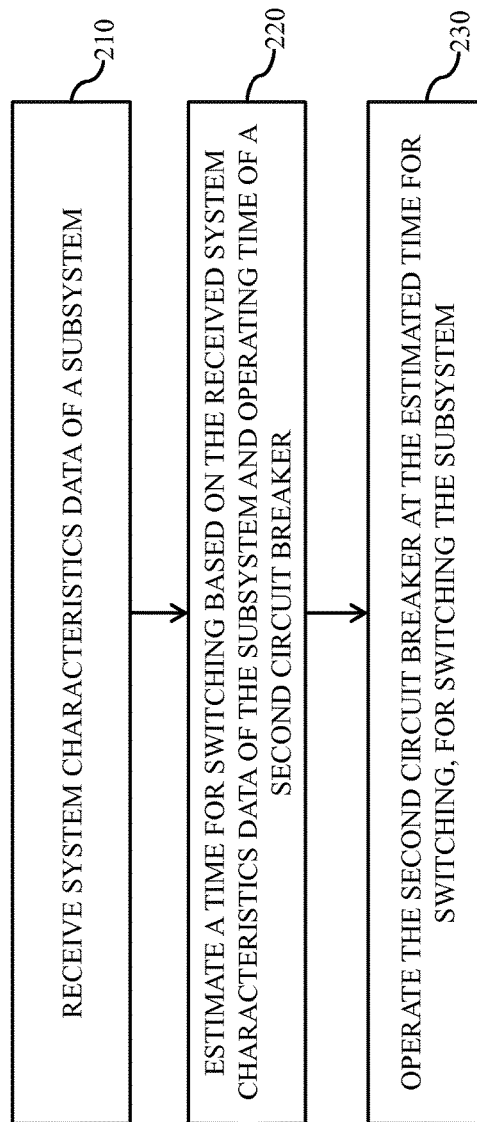 RECEIVE SYSTEM CHARACTERISTICS DATA OF A SUBSYSTEM
210
ESTIMATE A TIME FOR SWITCHING BASED ON THE RECEIVED SYSTEM
CHARACTERISTICS DATA OF THE SUBSYSTEM AND OPERATING TIME OF A
SECOND CIRCUIT BREAKER
220
OPERATE THE SECOND CIRCUIT BREAKER AT THE ESTIMATED TIME FOR
SWITCHING, FOR SWITCHING THE SUBSYSTEM
230